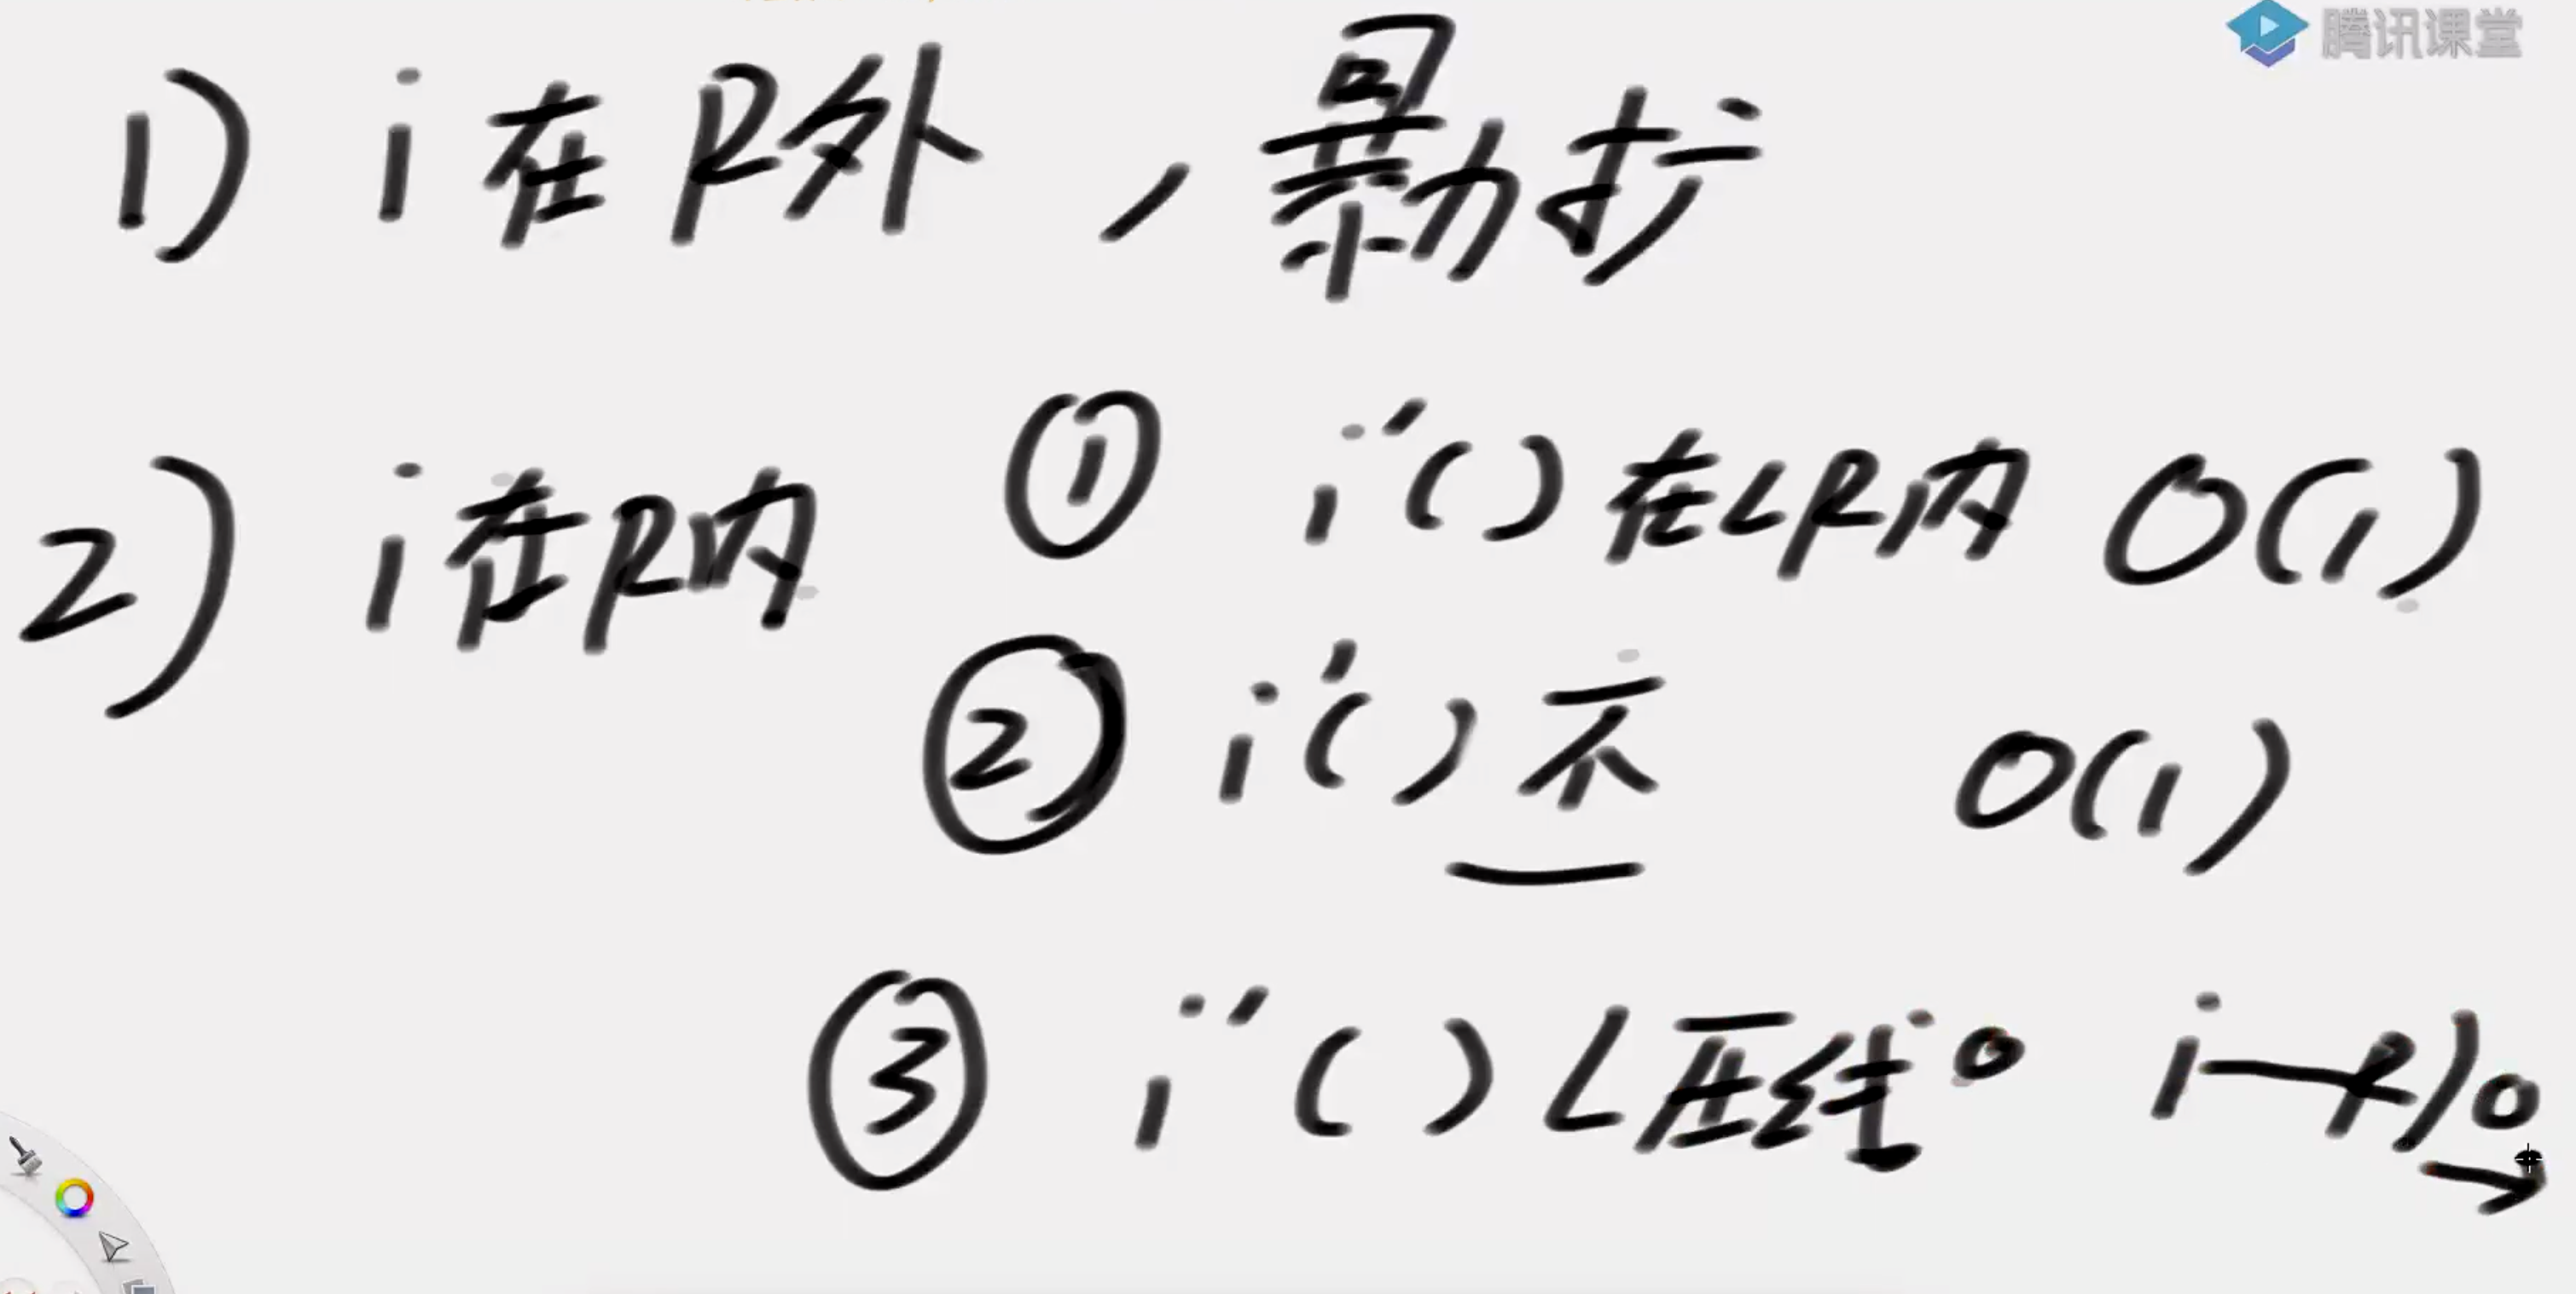 腾讯课堂
1) i在R外，暴力扩
2) i在R内 ① i'()在LR内 O(1)
② i'()不 O(1)
③ i'()L压线。 i—R)。→